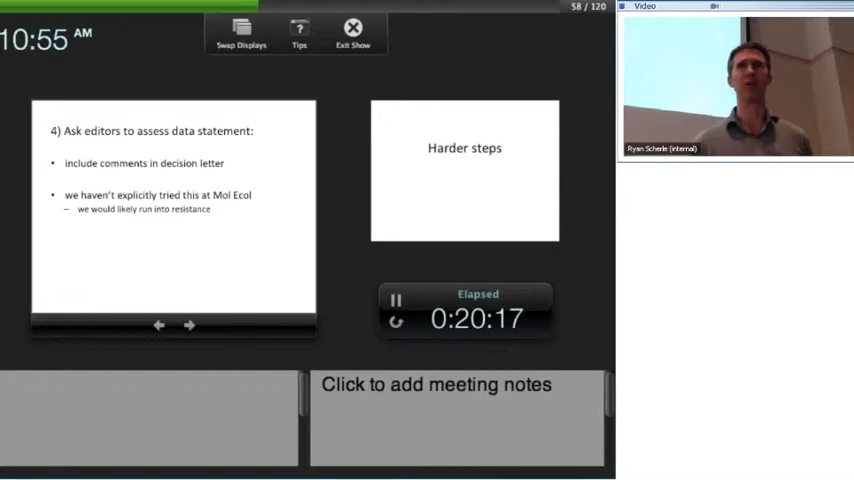 58 / 120
Video
10:55 AM
Swap Displays
Tips
Exit Show
Ryan Scherle (internal)
4) Ask editors to assess data statement:
• include comments in decision letter
• we haven't explicitly tried this at Mol Ecol
– we would likely run into resistance
Harder steps
Elapsed
0:20:17
Click to add meeting notes